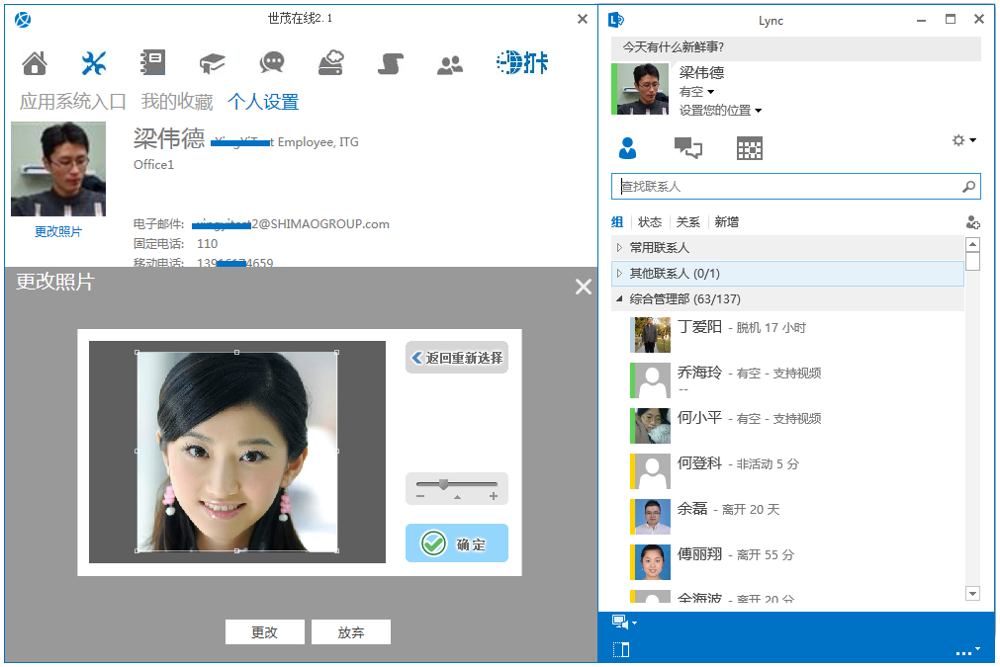 世茂在线2.1
打卡
应用系统入口 我的收藏 个人设置
梁伟德 Employee, ITG
Office1
更改照片
电子邮件: 2@SHIMAOGROUP.com
固定电话: 110
移动电话: 4659
更改照片
返回重新选择
确定
更改 放弃
Lync
今天有什么新鲜事?
梁伟德
有空
设置您的位置
查找联系人
组 状态 关系 新增
常用联系人
其他联系人 (0/1)
综合管理部 (63/137)
丁爱阳 - 脱机 17 小时
乔海玲 - 有空 - 支持视频
--
何小平 - 有空 - 支持视频
何登科 - 非活动 5 分
余磊 - 离开 20 天
傅丽翔 - 离开 55 分
全海波 - 离开 20 分